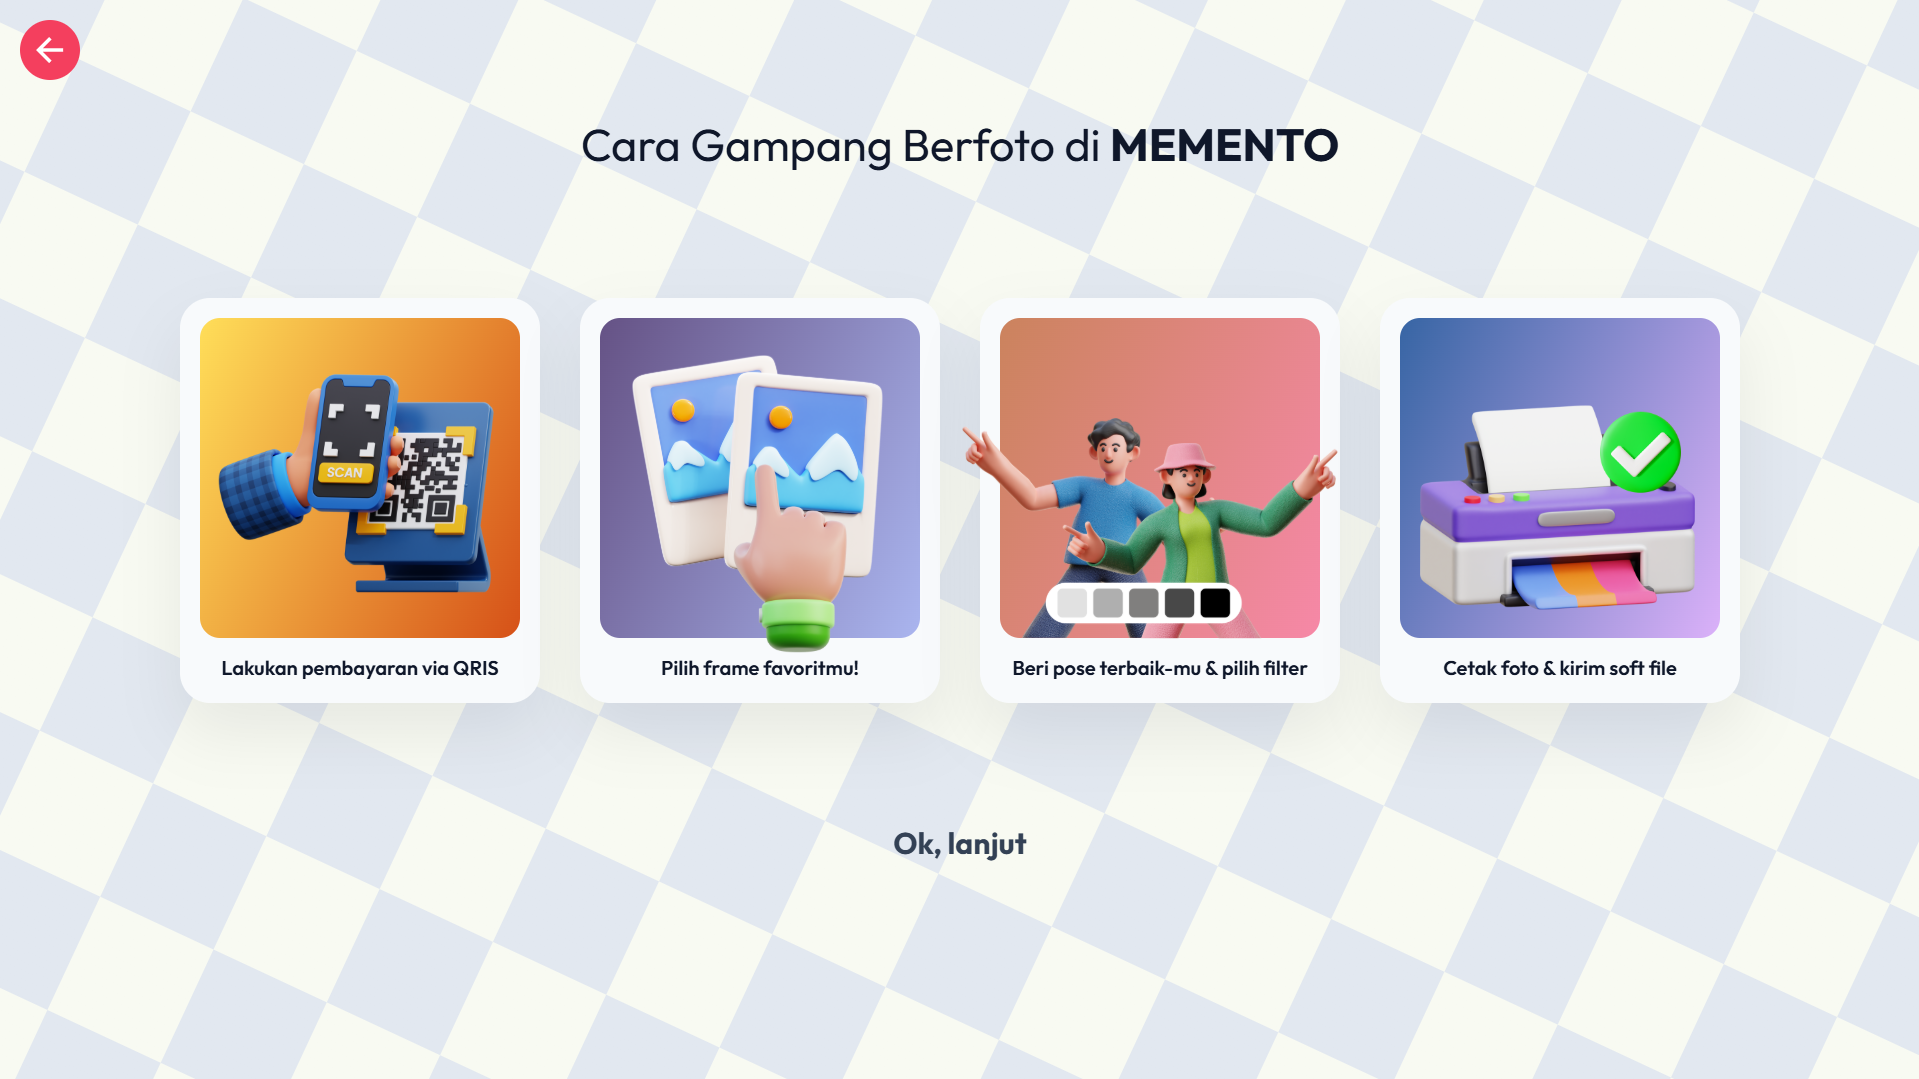 Cara Gampang Berfoto di MEMENTO
SCAN
Lakukan pembayaran via QRIS
Pilih frame favoritmu!
Beri pose terbaik-mu & pilih filter
Cetak foto & kirim soft file
Ok, lanjut